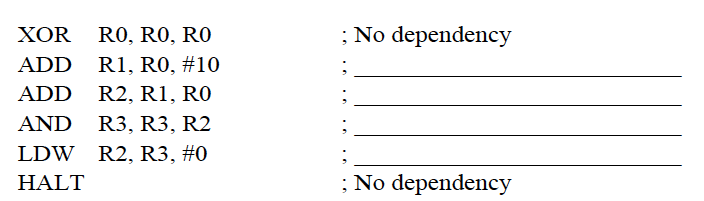 XOR R0, R0, R0 ; No dependency
ADD R1, R0, #10 ; ______________________________
ADD R2, R1, R0 ; ______________________________
AND R3, R3, R2 ; ______________________________
LDW R2, R3, #0 ; ______________________________
HALT ; No dependency